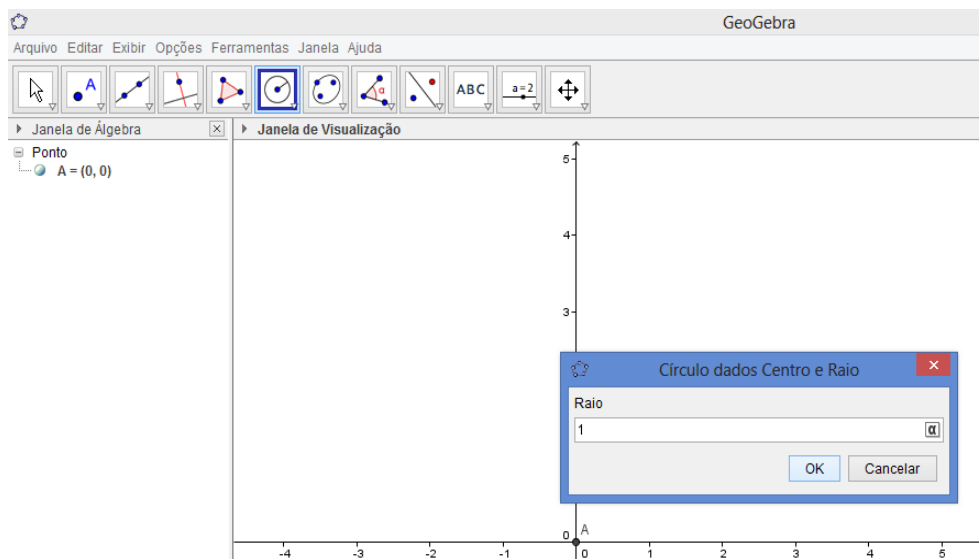 GeoGebra
Arquivo Editar Exibir Opções Ferramentas Janela Ajuda
A
α
ABC
a=2
Janela de Álgebra
Janela de Visualização
Ponto
A = (0, 0)
5
4
3
Círculo dados Centro e Raio
Raio
1
α
OK Cancelar
0 A
-4 -3 -2 -1 0 1 2 3 4 5